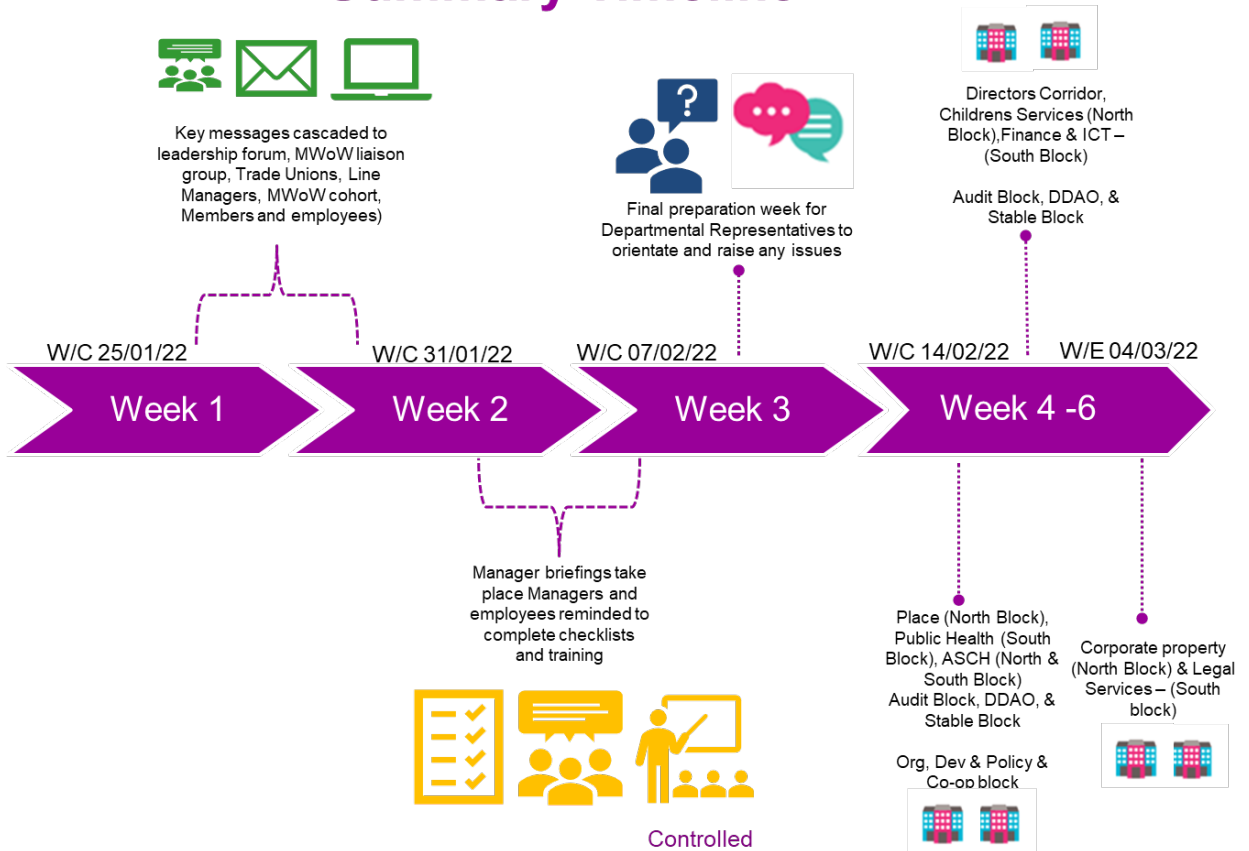 Summary Timeline
Key messages cascaded to
leadership forum, MWoW liaison
group, Trade Unions, Line
Managers, MWoW cohort,
Members and employees)
?
Final preparation week for
Departmental Representatives to
orientate and raise any issues
Directors Corridor,
Childrens Services (North
Block),Finance & ICT –
(South Block)
Audit Block, DDAO, &
Stable Block
W/C 25/01/22
W/C 31/01/22
W/C 07/02/22
W/C 14/02/22
W/E 04/03/22
Week 1
Week 2
Week 3
Week 4 -6
Manager briefings take
place Managers and
employees reminded to
complete checklists
and training
Place (North Block),
Public Health (South
Block), ASCH (North &
South Block)
Audit Block, DDAO, &
Stable Block
Org, Dev & Policy &
Co-op block
Corporate property
(North Block) & Legal
Services – (South
block)
Controlled